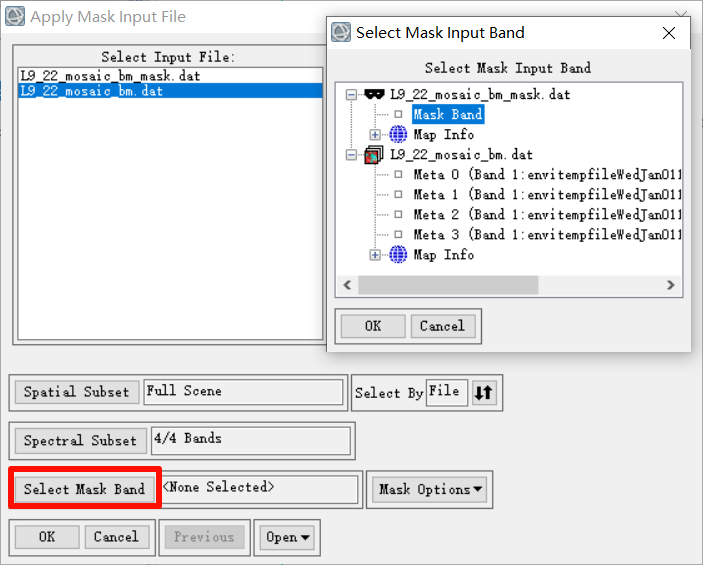 Apply Mask Input File
Select Input File:
L9_22_mosaic_bm_mask.dat
L9_22_mosaic_bm.dat
Select Mask Input Band
Select Mask Input Band
L9_22_mosaic_bm_mask.dat
Mask Band
Map Info
L9_22_mosaic_bm.dat
Meta 0 (Band 1:envitempfileWedJan011
Meta 1 (Band 1:envitempfileWedJan011
Meta 2 (Band 1:envitempfileWedJan011
Meta 3 (Band 1:envitempfileWedJan011
Map Info
OK Cancel
Spatial Subset Full Scene Select By File
Spectral Subset 4/4 Bands
Select Mask Band <None Selected> Mask Options
OK Cancel Previous Open